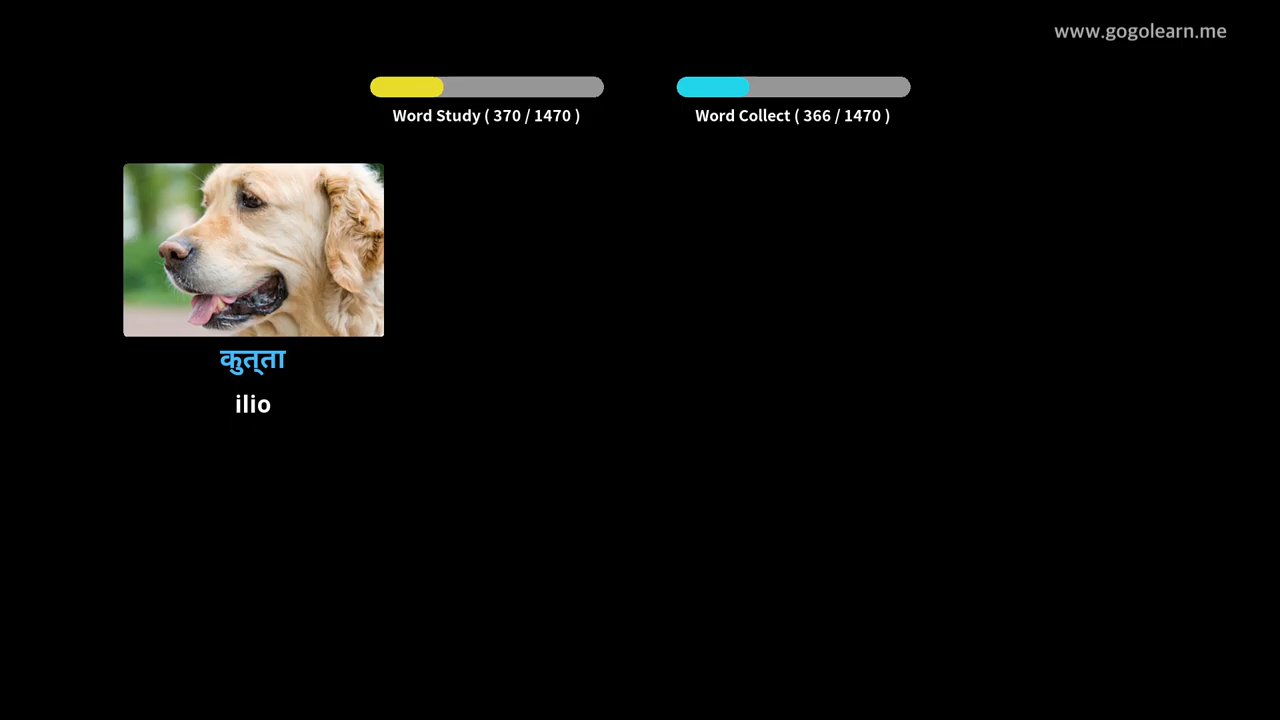 www.gogolearn.me
Word Study ( 370 / 1470 )
Word Collect ( 366 / 1470 )
कुत्ता
ilio